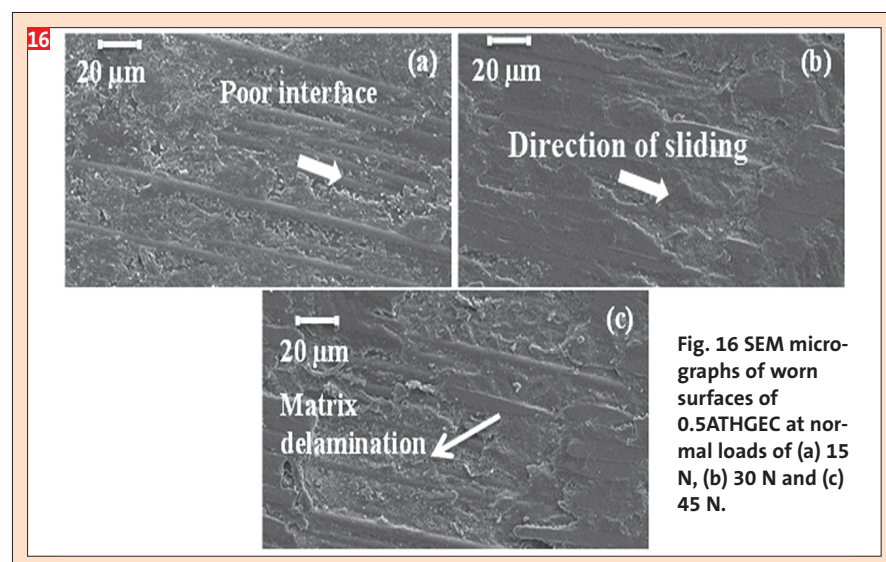 16
20 µm
(a)
Poor interface
20 µm
(b)
Direction of sliding
20 µm
(c)
Matrix
delamination
Fig. 16 SEM micro-
graphs of worn
surfaces of
0.5ATHGEC at nor-
mal loads of (a) 15
N, (b) 30 N and (c)
45 N.